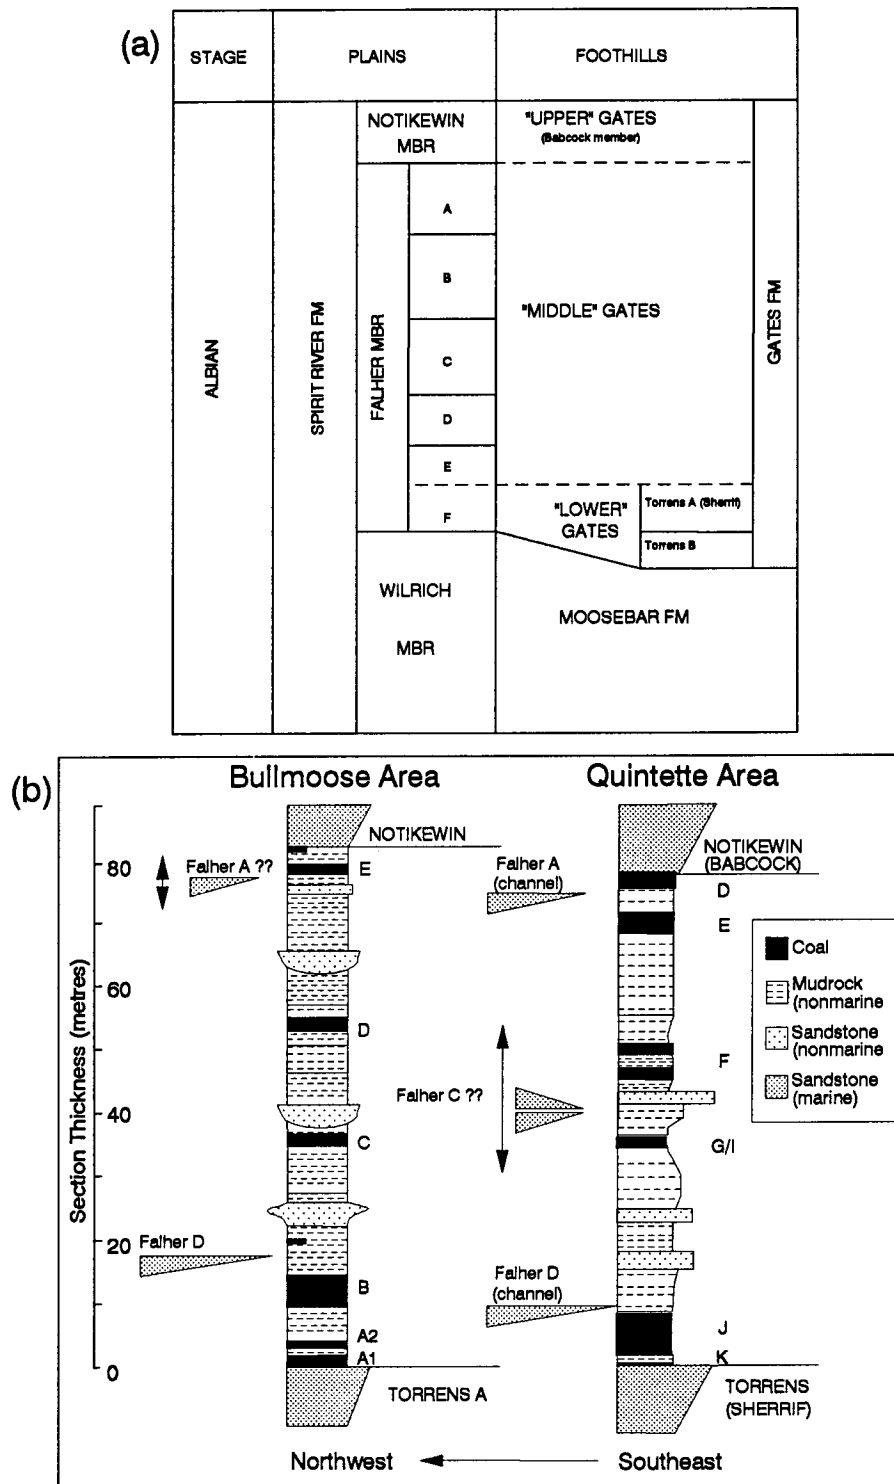 (a)
STAGE
PLAINS
FOOTHILLS
ALBIAN
SPIRIT RIVER FM
NOTIKEWIN
MBR
FALHER MBR
A
B
C
D
E
F
WILRICH
MBR
"UPPER" GATES
(Babcock member)
"MIDDLE" GATES
"LOWER"
GATES
Torrens A (Sherrif)
Torrens B
GATES FM
MOOSEBAR FM
(b)
Bullmoose Area
Quintette Area
Section Thickness (metres)
80
60
40
20
0
NOTIKEWIN
Falher A ??
E
D
C
Falher D
B
A2
A1
TORRENS A
NOTIKEWIN
(BABCOCK)
Falher A
(channel)
D
E
F
Falher C ??
G/I
Falher D
(channel)
J
K
TORRENS
(SHERRIF)
Coal
Mudrock
(nonmarine
Sandstone
(nonmarine
Sandstone
(marine)
Northwest
Southeast